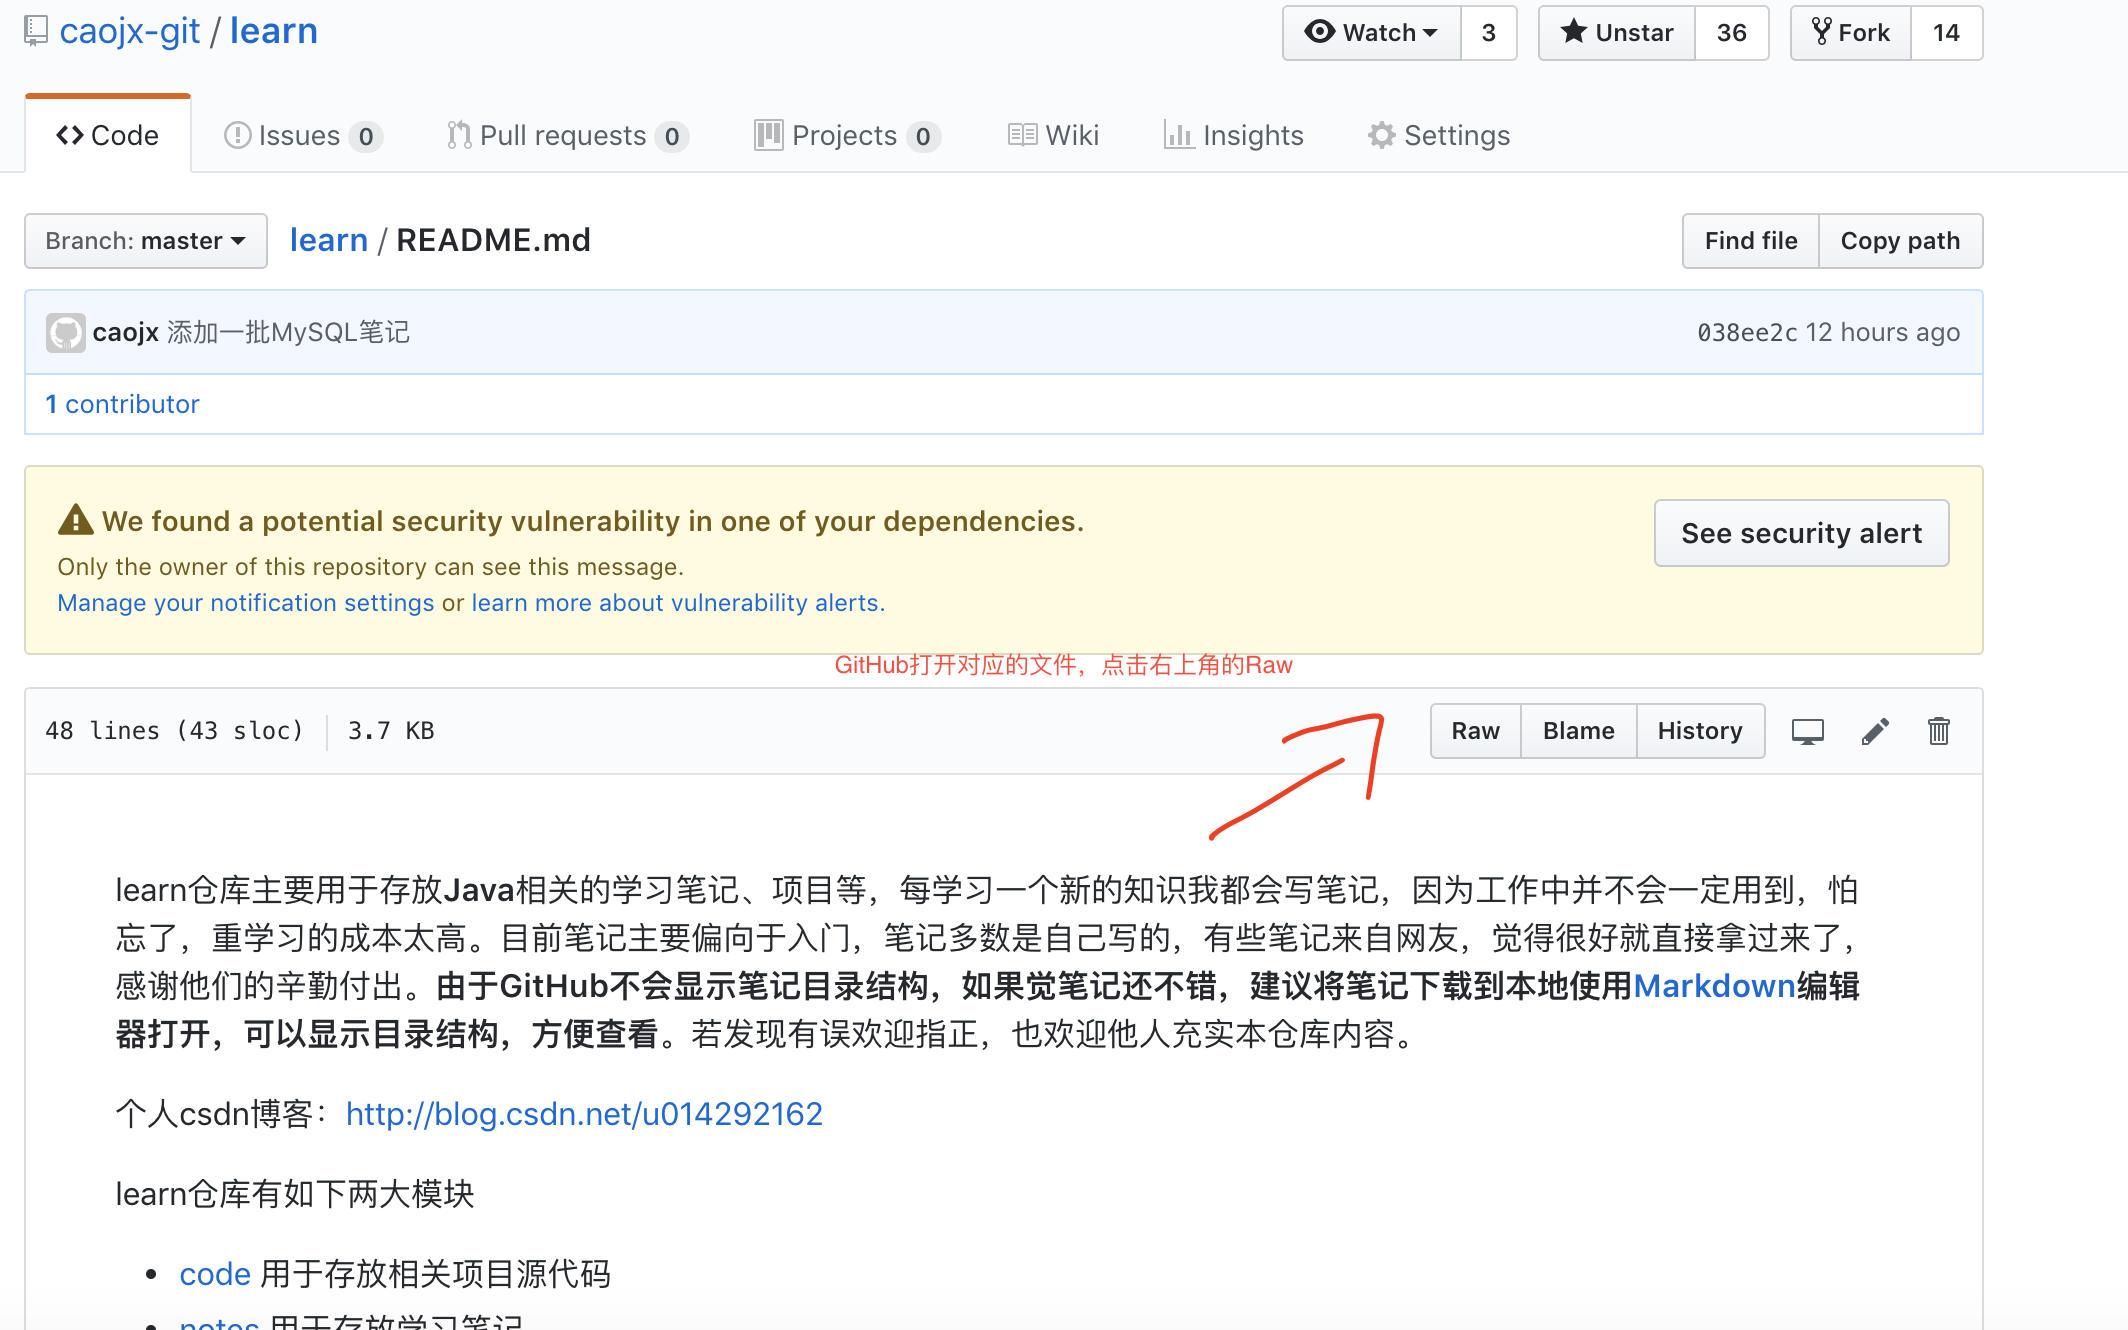 caojx-git / learn
Watch 3 Unstar 36 Fork 14
Code Issues 0 Pull requests 0 Projects 0 Wiki Insights Settings
Branch: master learn / README.md Find file Copy path
caojx 添加一批MySQL笔记 038ee2c 12 hours ago
1 contributor
We found a potential security vulnerability in one of your dependencies.
See security alert
Only the owner of this repository can see this message.
Manage your notification settings or learn more about vulnerability alerts.
GitHub打开对应的文件，点击右上角的Raw
48 lines (43 sloc) 3.7 KB Raw Blame History
learn仓库主要用于存放Java相关的学习笔记、项目等，每学习一个新的知识我都会写笔记，因为工作中并不会一定用到，怕
忘了，重学习的成本太高。目前笔记主要偏向于入门，笔记多数是自己写的，有些笔记来自网友，觉得很好就直接拿过来了，
感谢他们的辛勤付出。由于GitHub不会显示笔记目录结构，如果觉笔记还不错，建议将笔记下载到本地使用Markdown编辑
器打开，可以显示目录结构，方便查看。若发现有误欢迎指正，也欢迎他人充实本仓库内容。
个人csdn博客：http://blog.csdn.net/u014292162
learn仓库有如下两大模块
code 用于存放相关项目源代码
notes 用于存放学习笔记